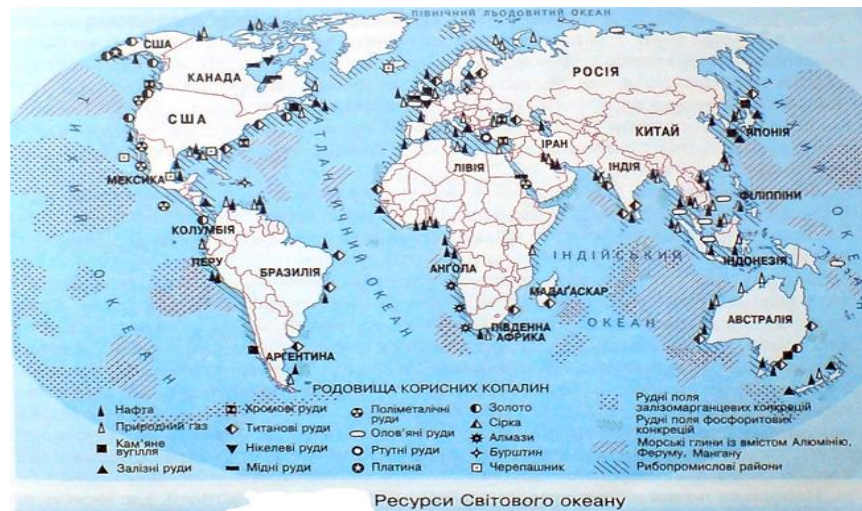 ПІВНІЧНИЙ ЛЬОДОВИТИЙ ОКЕАН
США
КАНАДА
США
МЕКСИКА
КОЛУМБІЯ
ПЕРУ
БРАЗИЛІЯ
АРГЕНТИНА
ТИХИЙ
ОКЕАН
АТЛАНТИЧНИЙ ОКЕАН
РОСІЯ
КИТАЙ
ЯПОНІЯ
ІРАН
ІНДІЯ
ЛІВІЯ
ФІЛІППІНИ
ІНДОНЕЗІЯ
АНГОЛА
МАДАГАСКАР
ПІВДЕННА
АФРИКА
ІНДІЙСЬКИЙ
ОКЕАН
АВСТРАЛІЯ
ТИХИЙ ОКЕАН
РОДОВИЩА КОРИСНИХ КОПАЛИН
Нафта
Природний газ
Кам'яне
вугілля
Залізні руди
Хромові руди
Титанові руди
Нікелеві руди
Мідні руди
Поліметалічні
руди
Олов'яні руди
Ртутні руди
Платина
Золото
Сірка
Алмази
Бурштин
Черепашник
Рудні поля
залізомарганцевих конкрецій
Рудні поля фосфоритових
конкрецій
Морські глини із вмістом Алюмінію,
Феруму, Мангану
Рибопромислові райони
Ресурси Світового океану